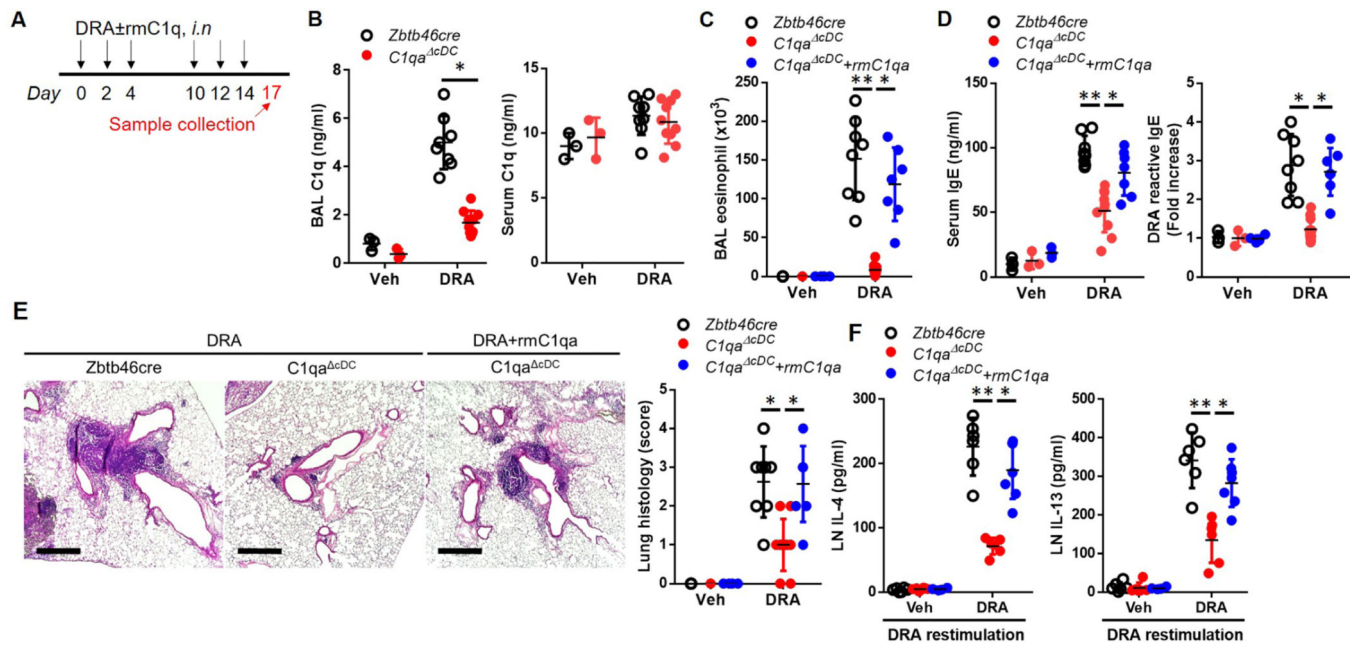 A
DRA±rmC1q, i.n
Day 0 2 4 10 12 14 17
Sample collection
B
Zbtb46cre
C1qaΔcDC
BAL C1q (ng/ml)
8
6
4
2
0
Veh DRA
*
Serum C1q (ng/ml)
15
10
5
0
Veh DRA
C
Zbtb46cre
C1qaΔcDC
C1qaΔcDC+rmC1qa
BAL eosinophil (x10³)
250
200
150
100
50
0
** *
Veh DRA
D
Zbtb46cre
C1qaΔcDC
C1qaΔcDC+rmC1qa
Serum IgE (ng/ml)
150
100
50
0
** *
Veh DRA
DRA reactive IgE
(Fold increase)
5
4
3
2
1
0
* *
Veh DRA
E
DRA DRA+rmC1qa
Zbtb46cre C1qaΔcDC C1qaΔcDC
Zbtb46cre
C1qaΔcDC
C1qaΔcDC+rmC1qa
Lung histology (score)
5
4
3
2
1
0
* *
Veh DRA
F
Zbtb46cre
C1qaΔcDC
C1qaΔcDC+rmC1qa
LN IL-4 (pg/ml)
300
200
100
0
** *
Veh DRA
DRA restimulation
LN IL-13 (pg/ml)
500
400
300
200
100
0
** *
Veh DRA
DRA restimulation